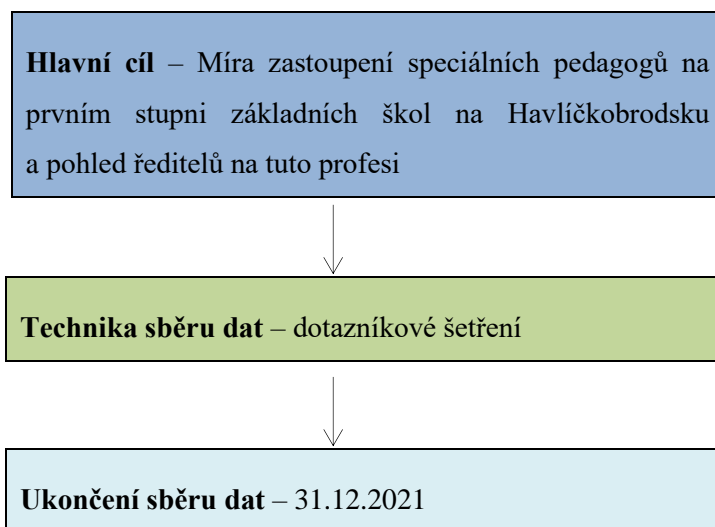 Hlavní cíl – Míra zastoupení speciálních pedagogů na
prvním stupni základních škol na Havlíčkobrodsku
a pohled ředitelů na tuto profesi
Technika sběru dat – dotazníkové šetření
Ukončení sběru dat – 31.12.2021